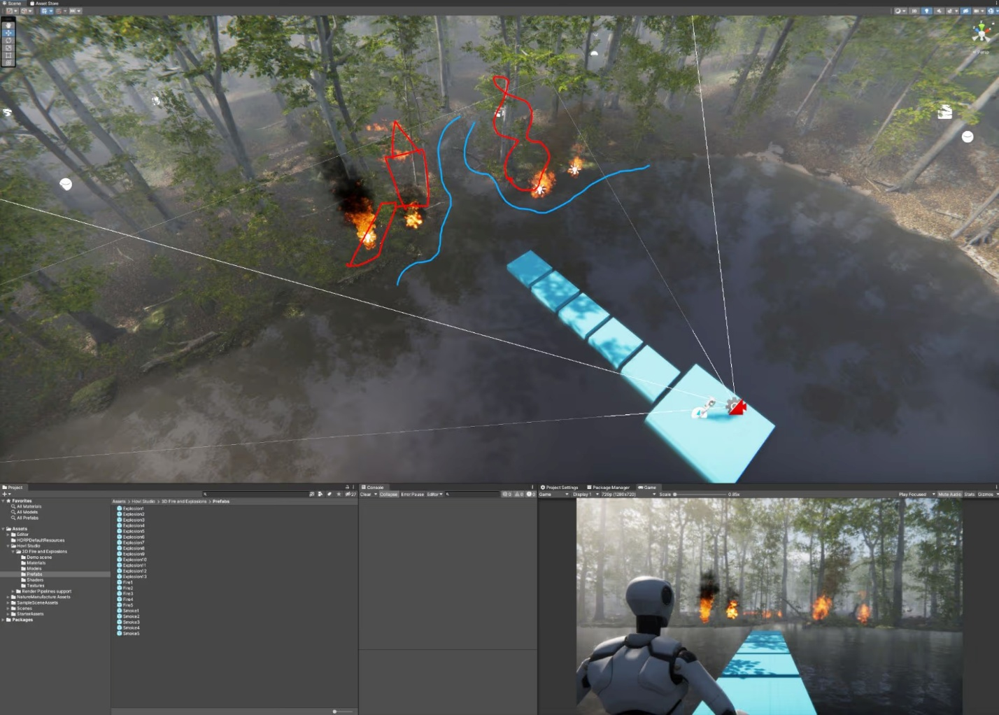 Scene Asset Store
Persp
Project
Favorites
All Materials
All Models
All Prefabs
Assets
Editor
HDRPDefaultResources
Hovl Studio
3D Fire and Explosions
Demo scene
Materials
Models
Prefabs
Shaders
Textures
Render Pipelines support
NatureManufacture Assets
SampleSceneAssets
Scenes
StarterAssets
Packages
27
Assets > Hovl Studio > 3D Fire and Explosions > Prefabs
Explosion1
Explosion2
Explosion3
Explosion4
Explosion5
Explosion6
Explosion7
Explosion8
Explosion9
Explosion10
Explosion11
Explosion12
Explosion13
Fire1
Fire2
Fire3
Fire4
Fire5
Smoke1
Smoke2
Smoke3
Smoke4
Smoke5
Console
Clear Collapse Error Pause Editor 0 0 0
Project Settings Package Manager Game
Game Display 1 720p (1280x720) Scale 0.85x Play Focused Mute Audio Stats Gizmos